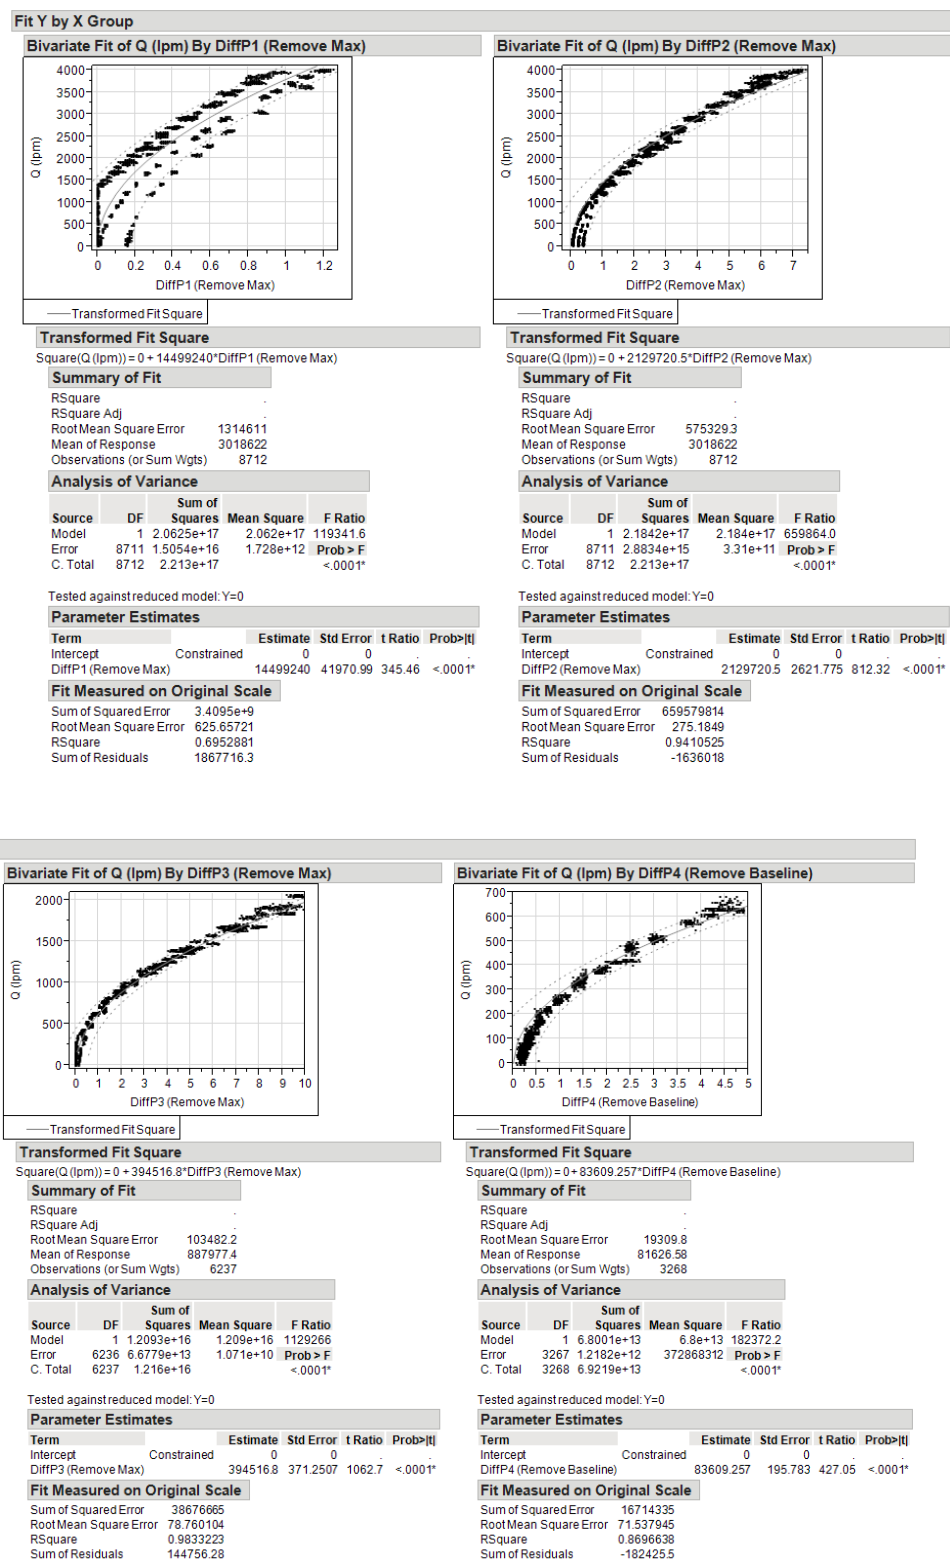 Fit Y by X Group
Bivariate Fit of Q (lpm) By DiffP1 (Remove Max)
4000
3500
3000
2500
2000
1500
1000
500
0
Q (lpm)
0 0.2 0.4 0.6 0.8 1 1.2
DiffP1 (Remove Max)
Transformed Fit Square
Transformed Fit Square
Square(Q (lpm)) = 0 + 14499240*DiffP1 (Remove Max)
Summary of Fit
RSquare .
RSquare Adj .
Root Mean Square Error 1314611
Mean of Response 3018622
Observations (or Sum Wgts) 8712
Analysis of Variance
Sum of
Source DF Squares Mean Square F Ratio
Model 1 2.0625e+17 2.062e+17 119341.6
Error 8711 1.5054e+16 1.728e+12 Prob > F
C. Total 8712 2.213e+17 <.0001*
Tested against reduced model: Y=0
Parameter Estimates
Term Estimate Std Error t Ratio Prob>|t|
Intercept Constrained 0 0 . .
DiffP1 (Remove Max) 14499240 41970.99 345.46 <.0001*
Fit Measured on Original Scale
Sum of Squared Error 3.4095e+9
Root Mean Square Error 625.65721
RSquare 0.6952881
Sum of Residuals 1867716.3
Bivariate Fit of Q (lpm) By DiffP2 (Remove Max)
4000
3500
3000
2500
2000
1500
1000
500
0
Q (lpm)
0 1 2 3 4 5 6 7
DiffP2 (Remove Max)
Transformed Fit Square
Transformed Fit Square
Square(Q (lpm)) = 0 + 2129720.5*DiffP2 (Remove Max)
Summary of Fit
RSquare .
RSquare Adj .
Root Mean Square Error 575329.3
Mean of Response 3018622
Observations (or Sum Wgts) 8712
Analysis of Variance
Sum of
Source DF Squares Mean Square F Ratio
Model 1 2.1842e+17 2.184e+17 659864.0
Error 8711 2.8834e+15 3.31e+11 Prob > F
C. Total 8712 2.213e+17 <.0001*
Tested against reduced model: Y=0
Parameter Estimates
Term Estimate Std Error t Ratio Prob>|t|
Intercept Constrained 0 0 . .
DiffP2 (Remove Max) 2129720.5 2621.775 812.32 <.0001*
Fit Measured on Original Scale
Sum of Squared Error 659579814
Root Mean Square Error 275.1849
RSquare 0.9410525
Sum of Residuals -1636018
Bivariate Fit of Q (lpm) By DiffP3 (Remove Max)
2000
1500
1000
500
0
Q (lpm)
0 1 2 3 4 5 6 7 8 9 10
DiffP3 (Remove Max)
Transformed Fit Square
Transformed Fit Square
Square(Q (lpm)) = 0 + 394516.8*DiffP3 (Remove Max)
Summary of Fit
RSquare .
RSquare Adj .
Root Mean Square Error 103482.2
Mean of Response 887977.4
Observations (or Sum Wgts) 6237
Analysis of Variance
Sum of
Source DF Squares Mean Square F Ratio
Model 1 1.2093e+16 1.209e+16 1129266
Error 6236 6.6779e+13 1.071e+10 Prob > F
C. Total 6237 1.216e+16 <.0001*
Tested against reduced model: Y=0
Parameter Estimates
Term Estimate Std Error t Ratio Prob>|t|
Intercept Constrained 0 0 . .
DiffP3 (Remove Max) 394516.8 371.2507 1062.7 <.0001*
Fit Measured on Original Scale
Sum of Squared Error 38676665
Root Mean Square Error 78.760104
RSquare 0.9833223
Sum of Residuals 144756.28
Bivariate Fit of Q (lpm) By DiffP4 (Remove Baseline)
700
600
500
400
300
200
100
0
Q (lpm)
0 0.5 1 1.5 2 2.5 3 3.5 4 4.5 5
DiffP4 (Remove Baseline)
Transformed Fit Square
Transformed Fit Square
Square(Q (lpm)) = 0 + 83609.257*DiffP4 (Remove Baseline)
Summary of Fit
RSquare .
RSquare Adj .
Root Mean Square Error 19309.8
Mean of Response 81626.58
Observations (or Sum Wgts) 3268
Analysis of Variance
Sum of
Source DF Squares Mean Square F Ratio
Model 1 6.8001e+13 6.8e+13 182372.2
Error 3267 1.2182e+12 372868312 Prob > F
C. Total 3268 6.9219e+13 <.0001*
Tested against reduced model: Y=0
Parameter Estimates
Term Estimate Std Error t Ratio Prob>|t|
Intercept Constrained 0 0 . .
DiffP4 (Remove Baseline) 83609.257 195.783 427.05 <.0001*
Fit Measured on Original Scale
Sum of Squared Error 16714335
Root Mean Square Error 71.537945
RSquare 0.8696638
Sum of Residuals -182425.5